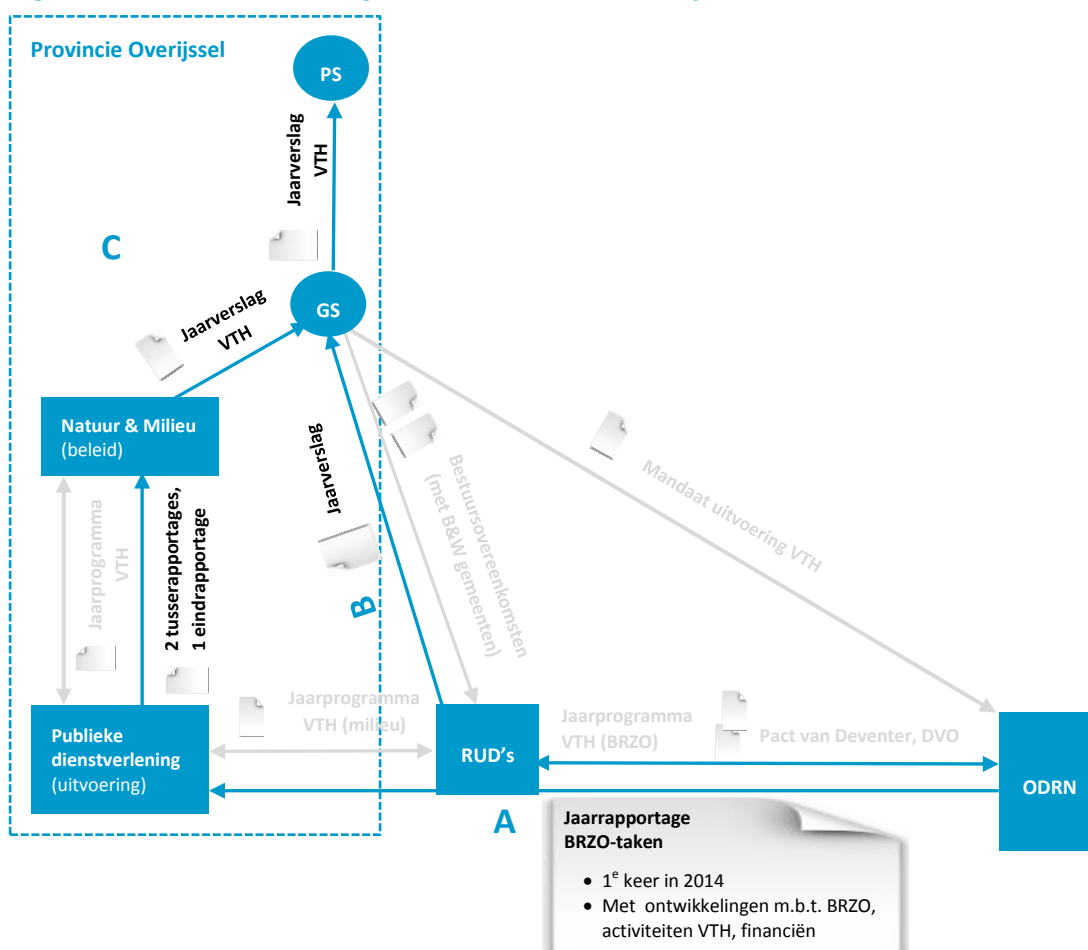 Provincie Overijssel
PS
Jaarverslag
VTH
C
GS
Jaarverslag
VTH
Natuur & Milieu
(beleid)
Jaarverslag
Bestuursovereenkomsten
(met B&W gemeenten)
Mandaat uitvoering VTH
Jaarprogramma
VTH
2 tusserapportages,
1 eindrapportage
B
Publieke
dienstverlening
(uitvoering)
Jaarprogramma
VTH (milieu)
RUD’s
Jaarprogramma
VTH (BRZO)
Pact van Deventer, DVO
ODRN
A
Jaarrapportage
BRZO-taken
• 1e keer in 2014
• Met ontwikkelingen m.b.t. BRZO,
activiteiten VTH, financiën